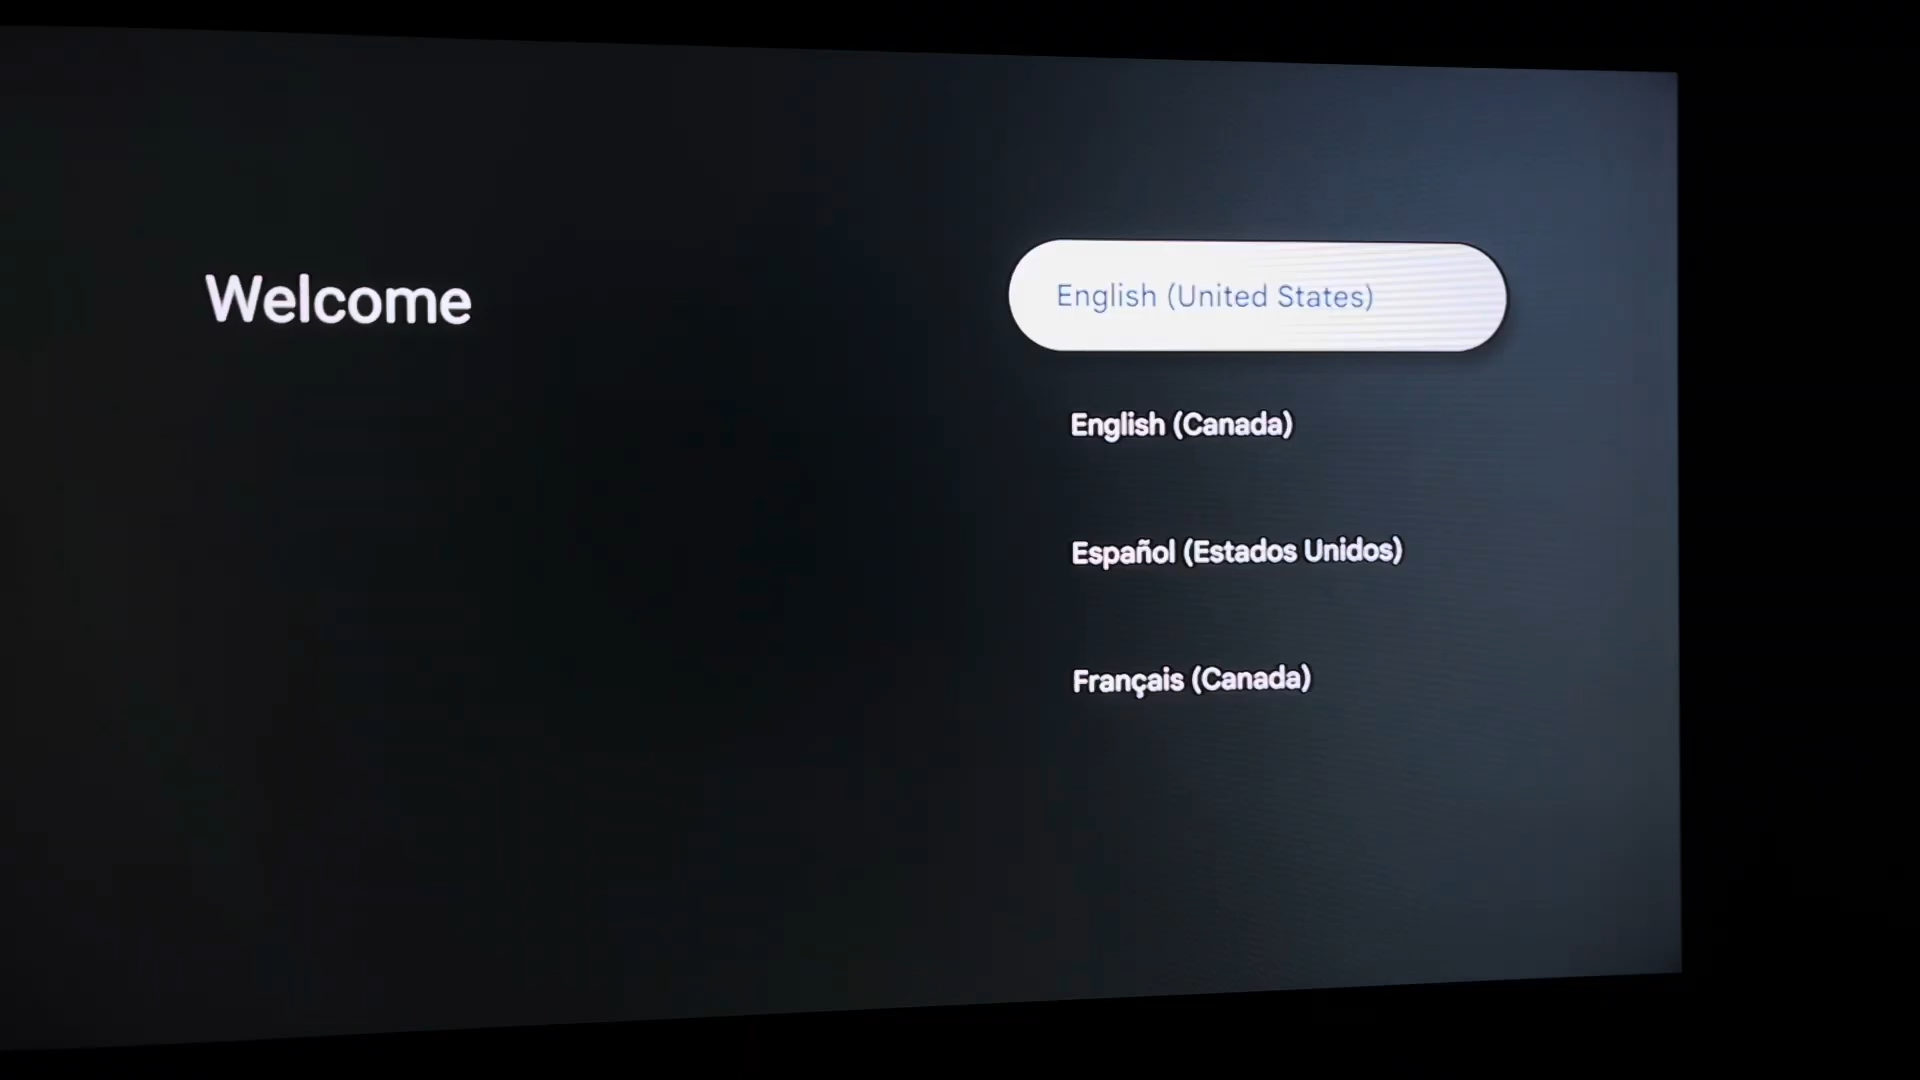 Welcome
English (United States)
English (Canada)
Español (Estados Unidos)
Français (Canada)